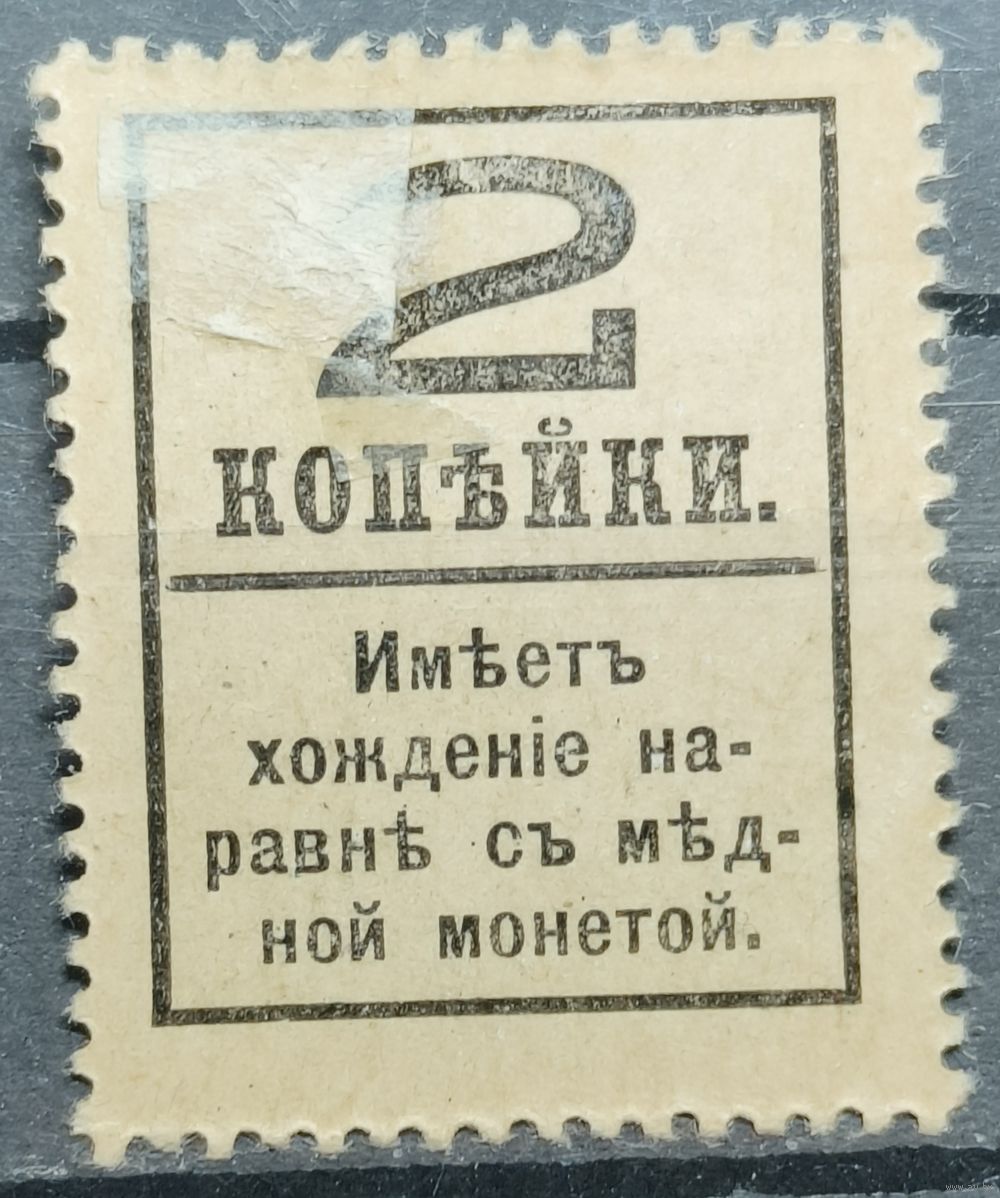 2
КОПѢЙКИ.
Имѣетъ
хожденіе на-
равнѣ съ мѣд-
ной монетой.